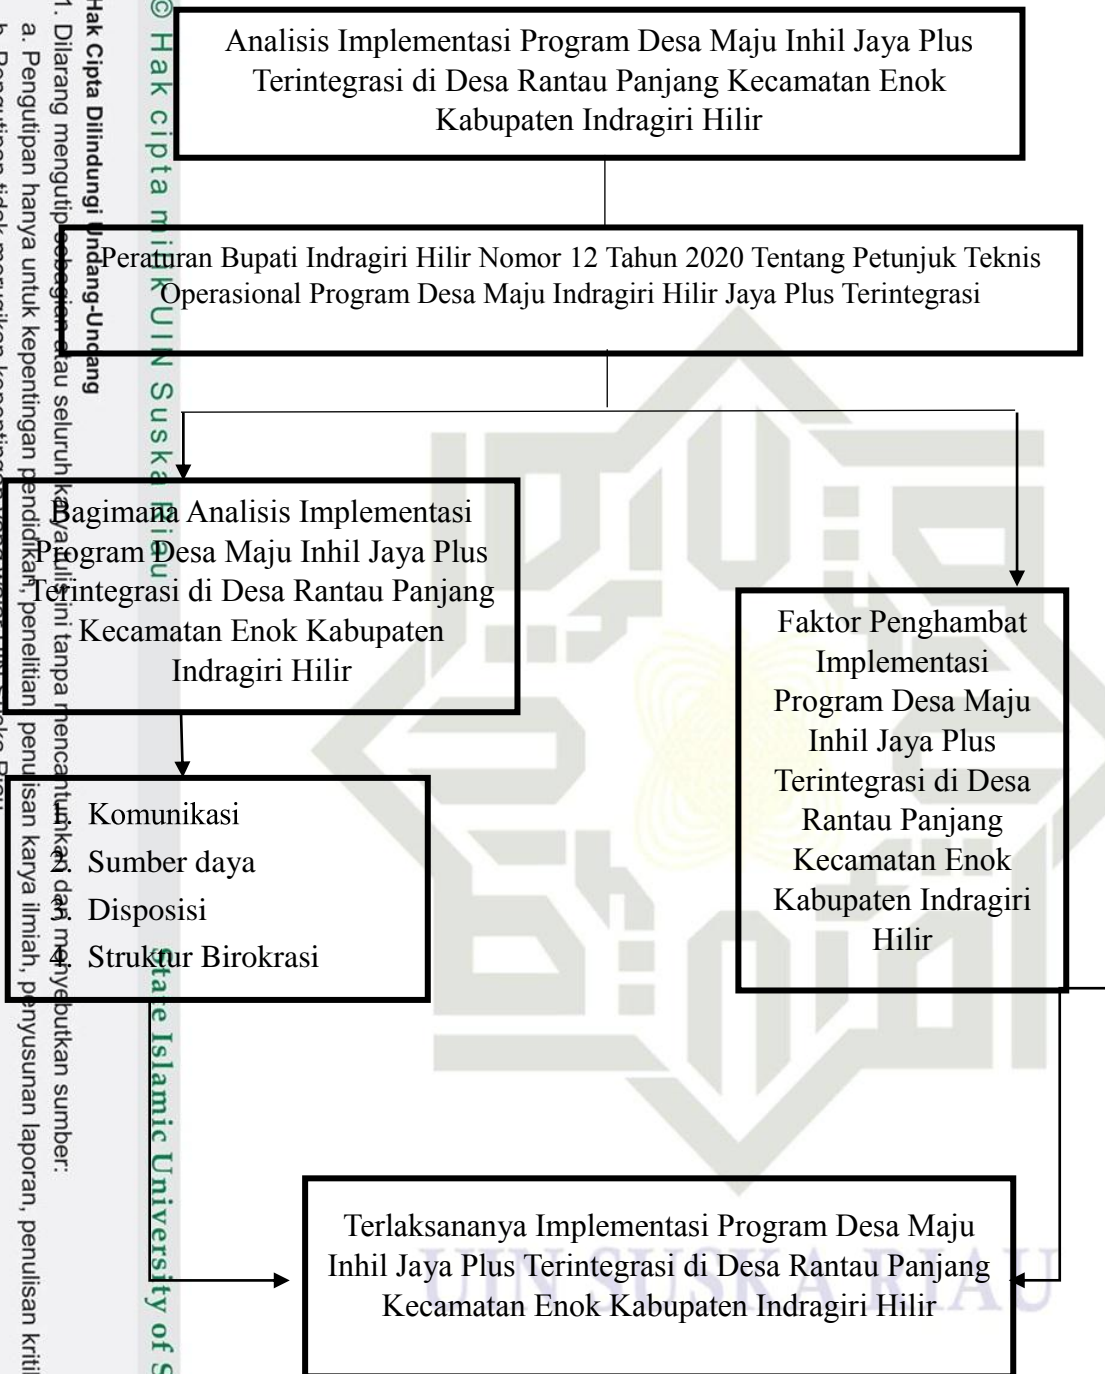 Analisis Implementasi Program Desa Maju Inhil Jaya Plus
Terintegrasi di Desa Rantau Panjang Kecamatan Enok
Kabupaten Indragiri Hilir
Peraturan Bupati Indragiri Hilir Nomor 12 Tahun 2020 Tentang Petunjuk Teknis
Operasional Program Desa Maju Indragiri Hilir Jaya Plus Terintegrasi
Bagimana Analisis Implementasi
Program Desa Maju Inhil Jaya Plus
Terintegrasi di Desa Rantau Panjang
Kecamatan Enok Kabupaten
Indragiri Hilir
Faktor Penghambat
Implementasi
Program Desa Maju
Inhil Jaya Plus
Terintegrasi di Desa
Rantau Panjang
Kecamatan Enok
Kabupaten Indragiri
Hilir
1. Komunikasi
2. Sumber daya
3. Disposisi
4. Struktur Birokrasi
Terlaksananya Implementasi Program Desa Maju
Inhil Jaya Plus Terintegrasi di Desa Rantau Panjang
Kecamatan Enok Kabupaten Indragiri Hilir
UIN SUSKA RIAU
© Hak cipta milik UIN Suska Riau
State Islamic University of S
Hak Cipta Dilindungi Undang-Undang
1. Dilarang mengutip sebagian atau seluruh karya tulis ini tanpa mencantumkan dan menyebutkan sumber:
a. Pengutipan hanya untuk kepentingan pendidikan, penelitian, penulisan karya ilmiah, penyusunan laporan, penulisan kriti